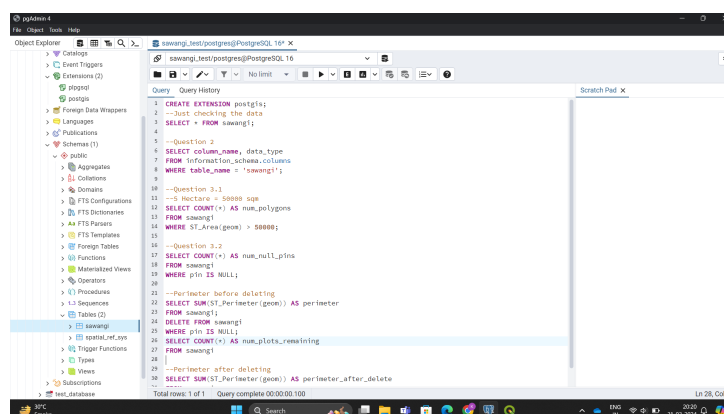 pgAdmin 4
File Object Tools Help
Object Explorer
sawangi_test/postgres@PostgreSQL 16* ×
Catalogs
Event Triggers
Extensions (2)
plpgsql
postgis
Foreign Data Wrappers
Languages
Publications
Schemas (1)
public
Aggregates
Collations
Domains
FTS Configurations
FTS Dictionaries
FTS Parsers
FTS Templates
Foreign Tables
Functions
Materialized Views
Operators
Procedures
1..3 Sequences
Tables (2)
sawangi
spatial_ref_sys
Trigger Functions
Types
Views
Subscriptions
test_database
sawangi_test/postgres@PostgreSQL 16
No limit
Query Query History
Scratch Pad ×
1 CREATE EXTENSION postgis;
2 --Just checking the data
3 SELECT * FROM sawangi;
4
5 --Question 2
6 SELECT column_name, data_type
7 FROM information_schema.columns
8 WHERE table_name = 'sawangi';
9
10 --Question 3.1
11 --5 Hectare = 50000 sqm
12 SELECT COUNT(*) AS num_polygons
13 FROM sawangi
14 WHERE ST_Area(geom) > 50000;
15
16 --Question 3.2
17 SELECT COUNT(*) AS num_null_pins
18 FROM sawangi
19 WHERE pin IS NULL;
20
21 --Perimeter before deleting
22 SELECT SUM(ST_Perimeter(geom)) AS perimeter
23 FROM sawangi;
24 DELETE FROM sawangi
25 WHERE pin IS NULL;
26 SELECT COUNT(*) AS num_plots_remaining
27 FROM sawangi
28
29 --Perimeter after deleting
30 SELECT SUM(ST_Perimeter(geom)) AS perimeter_after_delete
Total rows: 1 of 1 Query complete 00:00:00.100
Ln 28, Col
30°C
Search
ENG
20:20